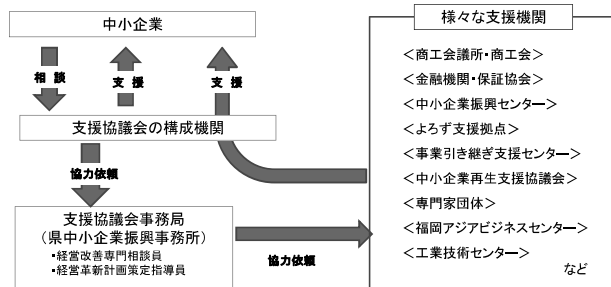 中小企業
相 談
支 援
支 援
支援協議会の構成機関
協力依頼
支援協議会事務局
（県中小企業振興事務所）
・経営改善専門相談員
・経営革新計画策定指導員
協力依頼
様々な支援機関
＜商工会議所・商工会＞
＜金融機関・保証協会＞
＜中小企業振興センター＞
＜よろず支援拠点＞
＜事業引き継ぎ支援センター＞
＜中小企業再生支援協議会＞
＜専門家団体＞
＜福岡アジアビジネスセンター＞
＜工業技術センター＞
など